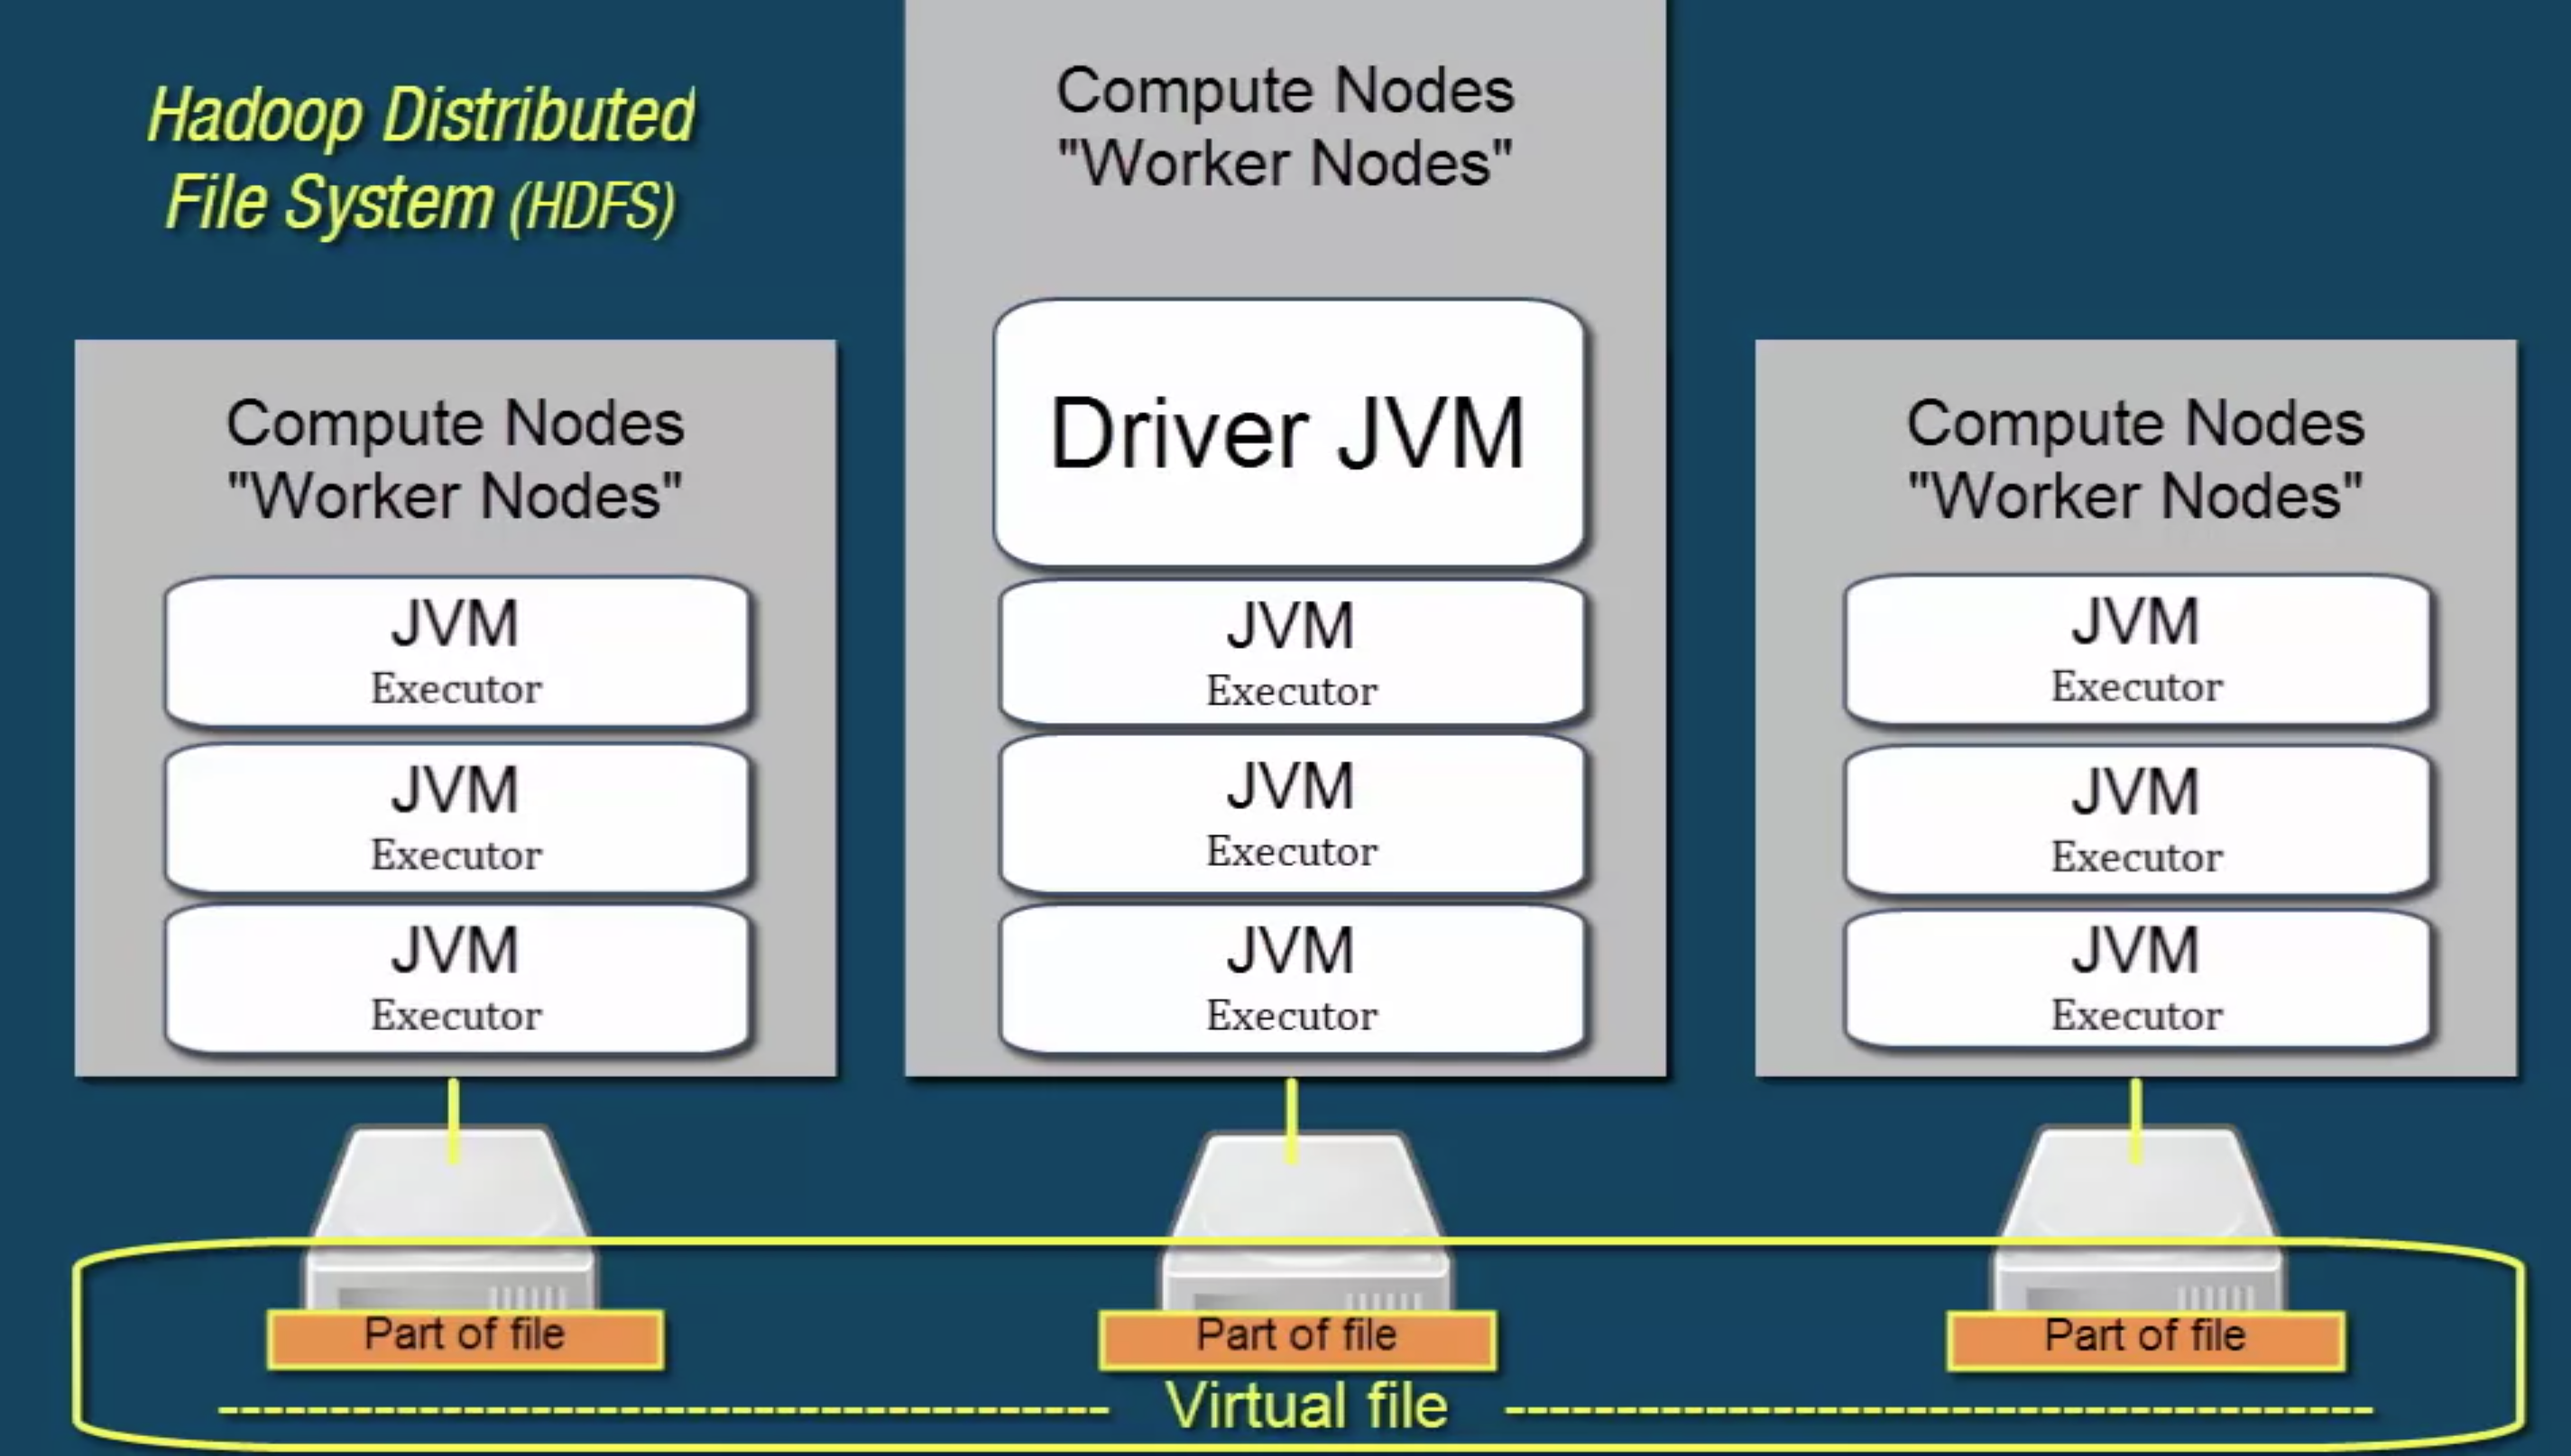 Hadoop Distributed
File System (HDFS)
Compute Nodes
"Worker Nodes"
JVM
Executor
JVM
Executor
JVM
Executor
Compute Nodes
"Worker Nodes"
Driver JVM
JVM
Executor
JVM
Executor
JVM
Executor
Compute Nodes
"Worker Nodes"
JVM
Executor
JVM
Executor
JVM
Executor
Part of file
Part of file
Part of file
Virtual file